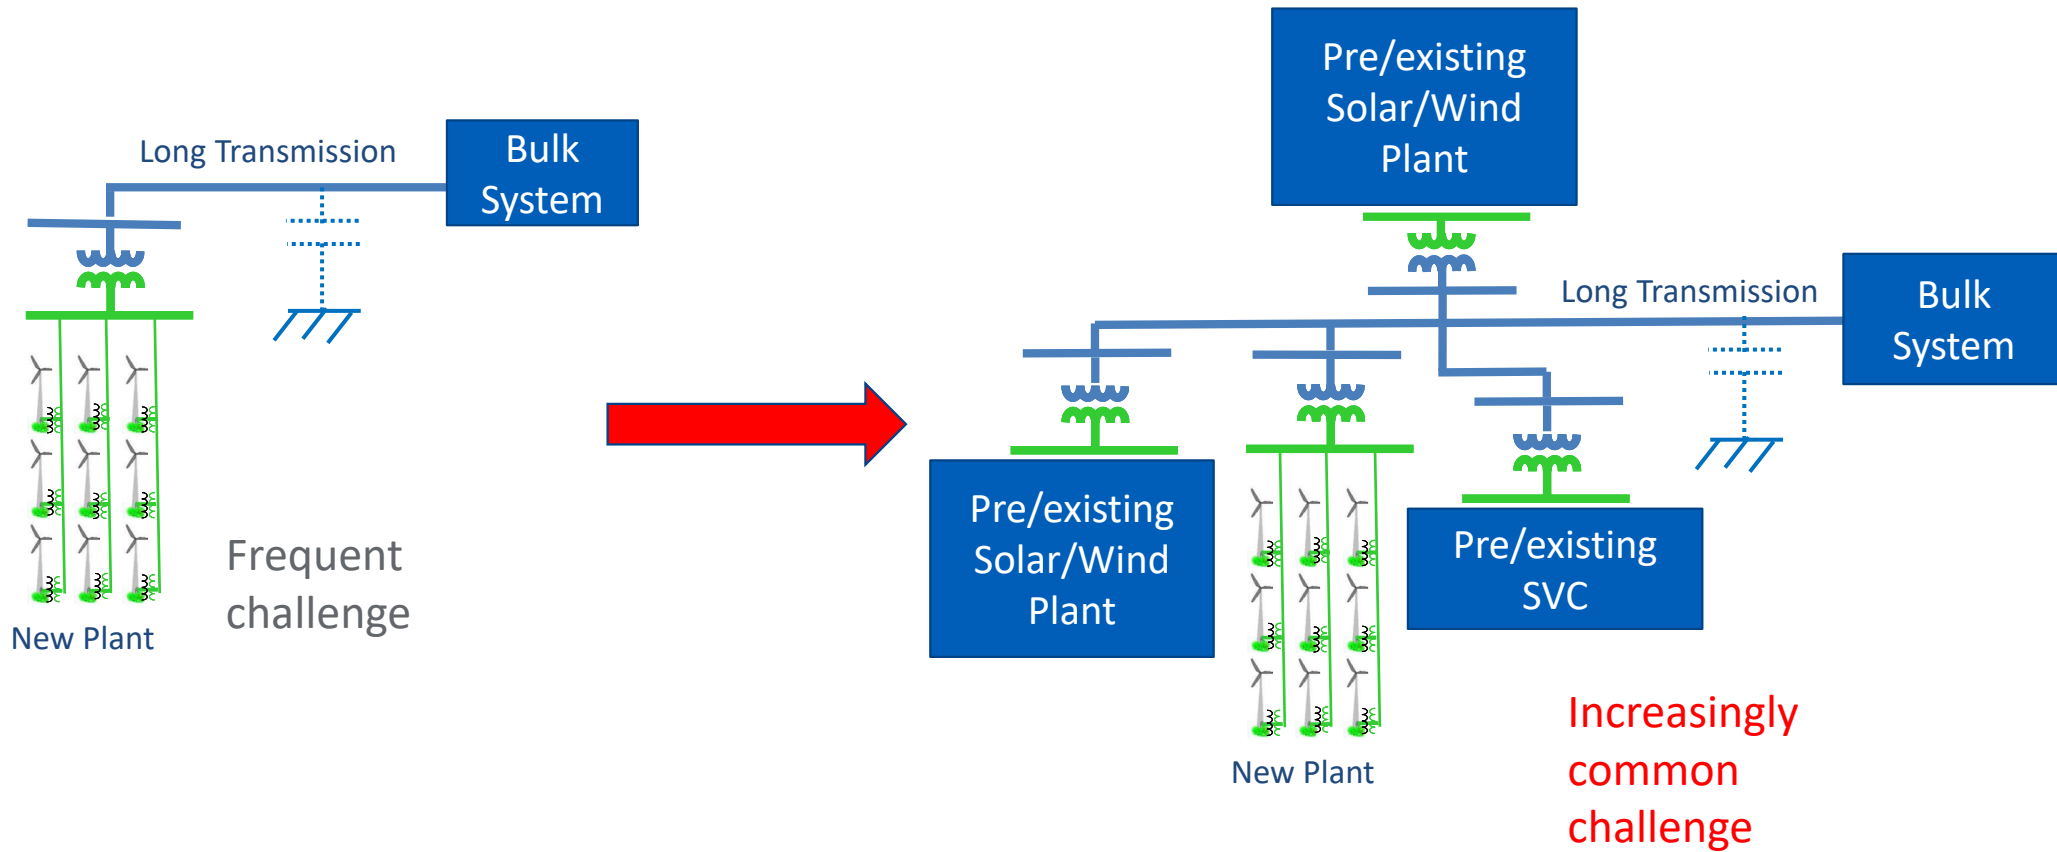 Long Transmission
Bulk
System
Frequent
challenge
New Plant
Pre/existing
Solar/Wind
Plant
Long Transmission
Bulk
System
Pre/existing
Solar/Wind
Plant
Pre/existing
SVC
New Plant
Increasingly
common
challenge